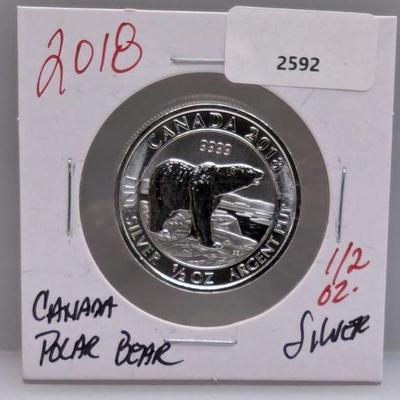 2018
2592
CANADA 2018
9999
FINE SILVER ½ OZ ARGENT PUR
CANADA
POLAR BEAR
1/2
OZ.
SILVER